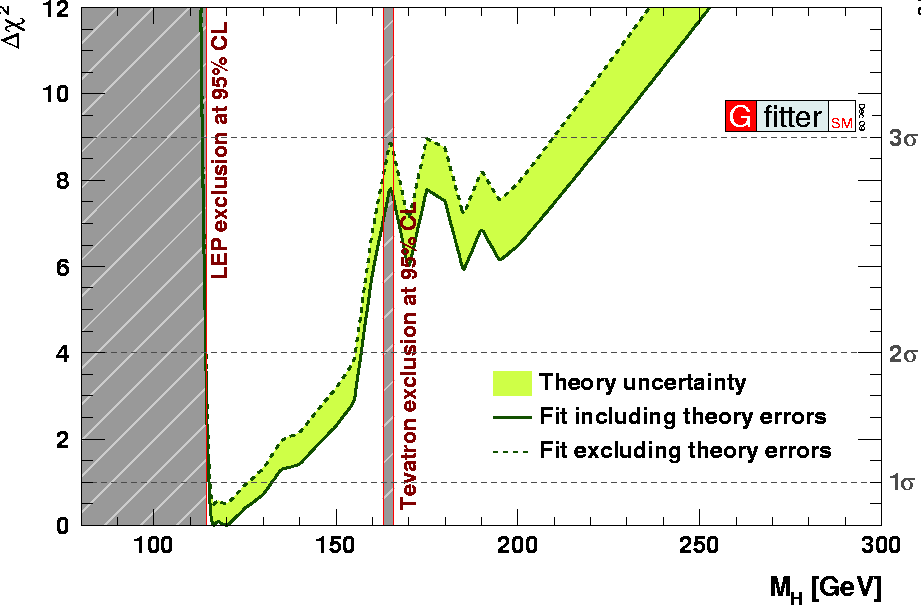 Δχ²
12
10
8
6
4
2
0
LEP exclusion at 95% CL
Tevatron exclusion at 95% CL
G fitter SM
Dec 09
3σ
2σ
1σ
Theory uncertainty
Fit including theory errors
Fit excluding theory errors
100 150 200 250 300
M_H [GeV]